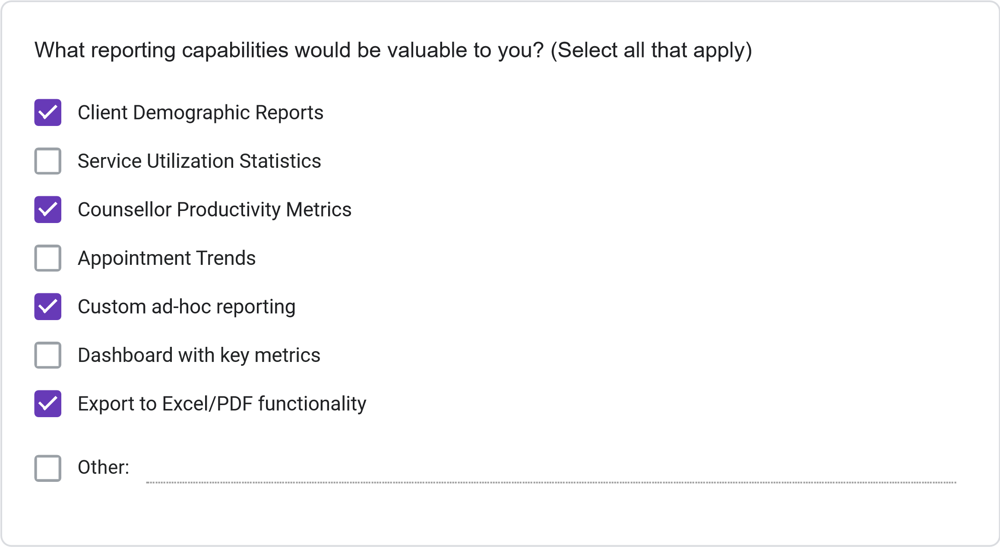 What reporting capabilities would be valuable to you? (Select all that apply)
Client Demographic Reports
Service Utilization Statistics
Counsellor Productivity Metrics
Appointment Trends
Custom ad-hoc reporting
Dashboard with key metrics
Export to Excel/PDF functionality
Other: